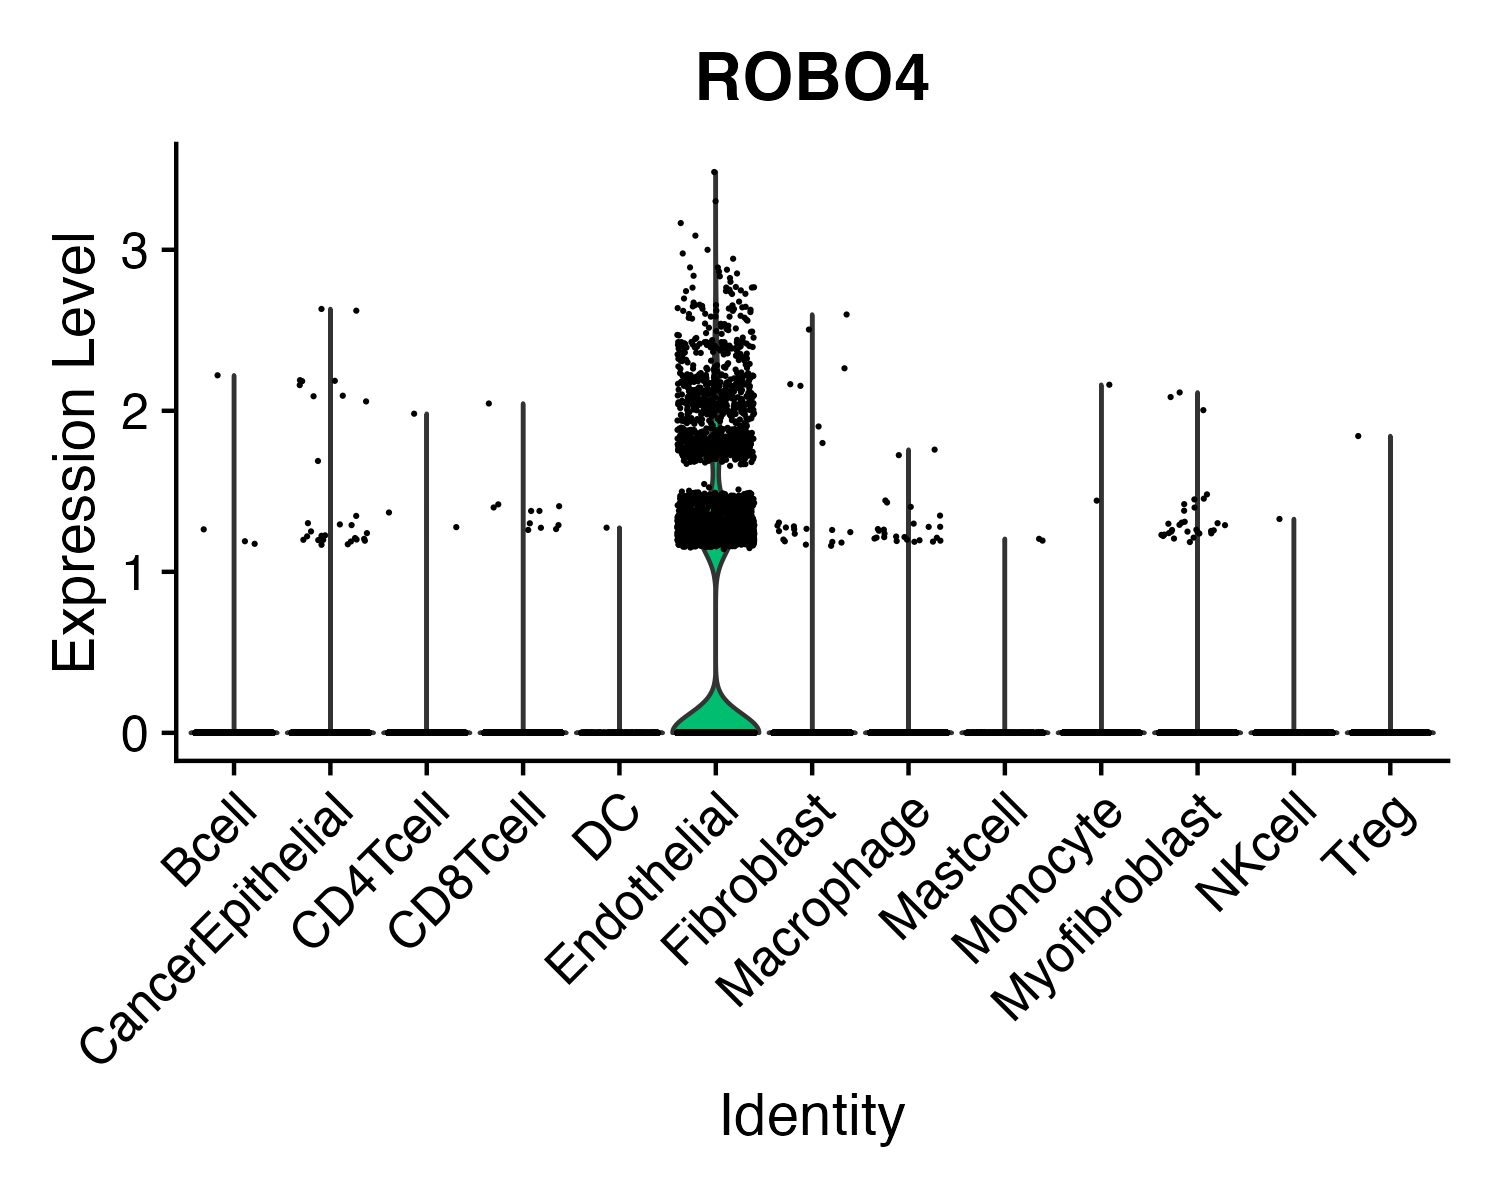 ROBO4
Expression Level
3
2
1
0
Bcell
CancerEpithelial
CD4Tcell
CD8Tcell
DC
Endothelial
Fibroblast
Macrophage
Mastcell
Monocyte
Myofibroblast
NKcell
Treg
Identity